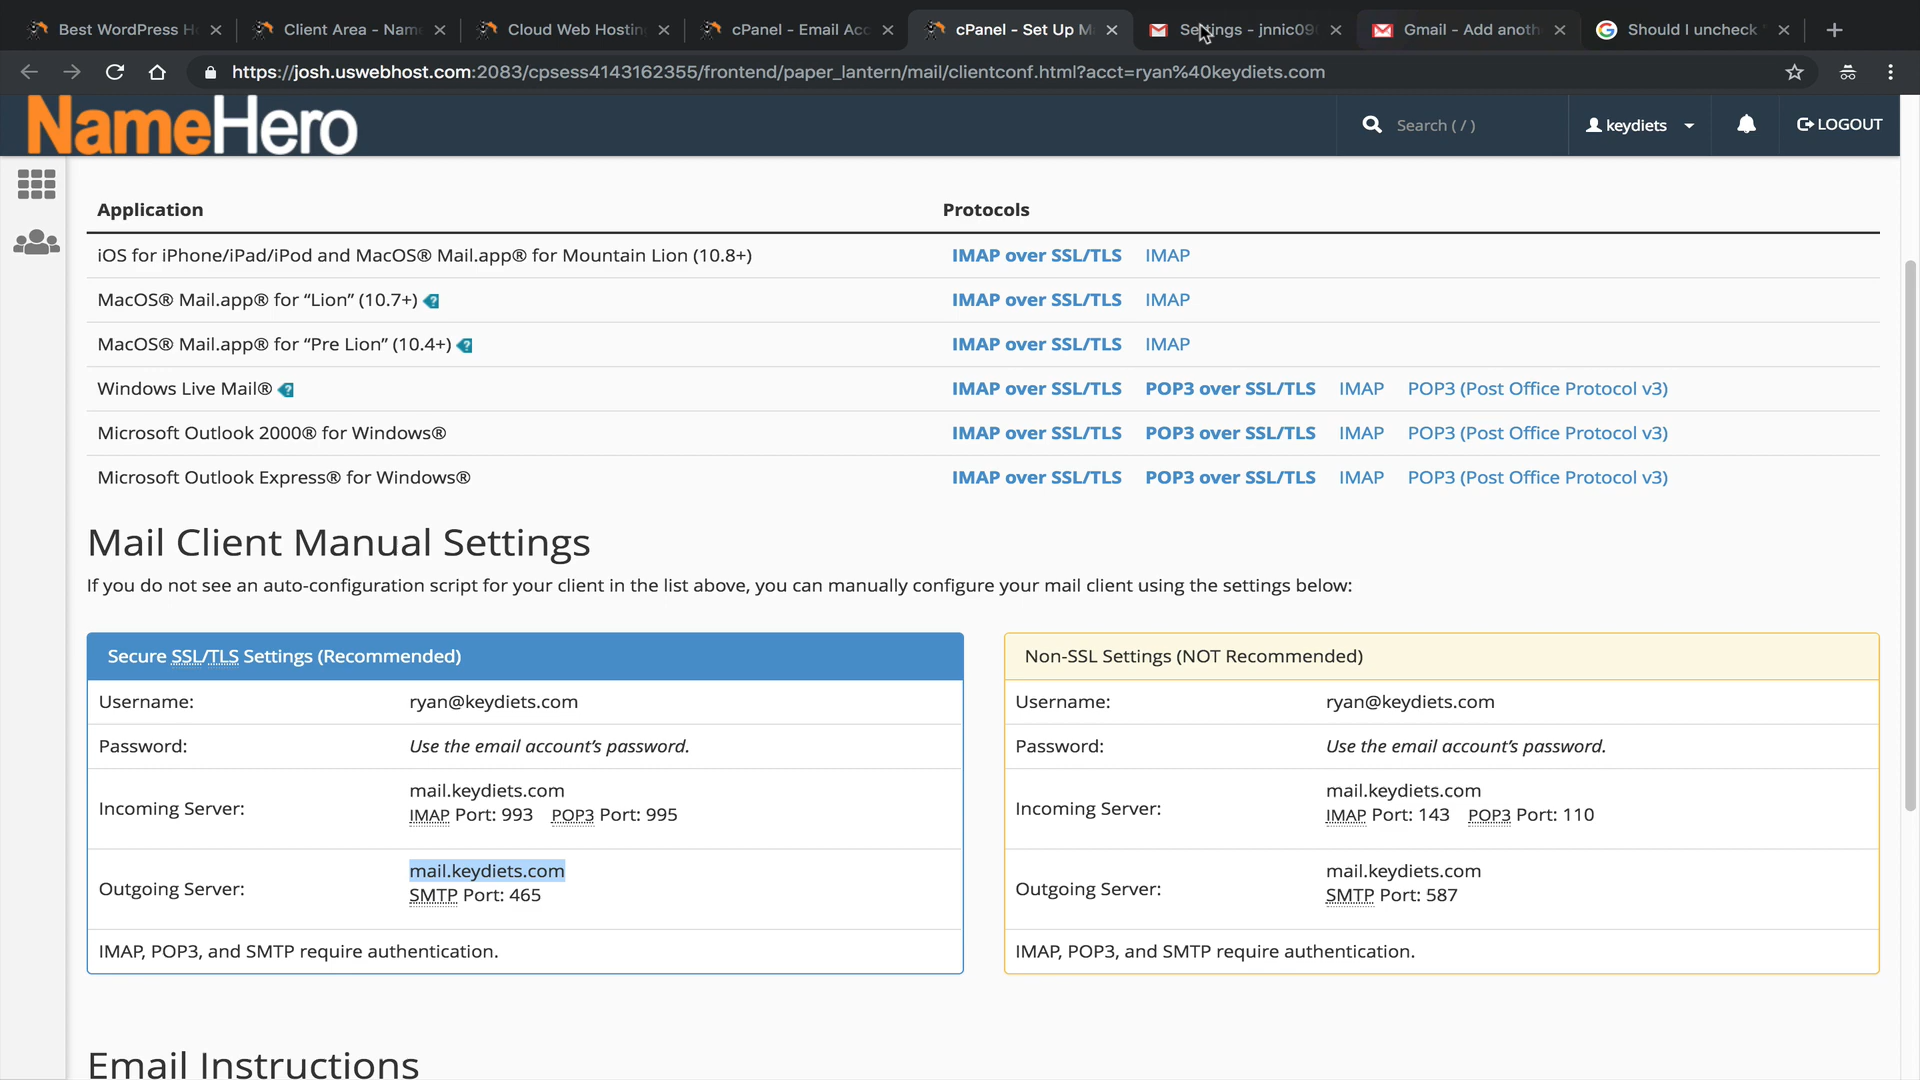 Best WordPress H
Client Area - Name
Cloud Web Hosting
cPanel - Email Acc
cPanel - Set Up M
Settings - jnnic09
Gmail - Add anoth
Should I uncheck "
https://josh.uswebhost.com:2083/cpsess4143162355/frontend/paper_lantern/mail/clientconf.html?acct=ryan%40keydiets.com
NameHero
Search ( / )
keydiets
LOGOUT
Application Protocols
iOS for iPhone/iPad/iPod and MacOS® Mail.app® for Mountain Lion (10.8+) IMAP over SSL/TLS IMAP
MacOS® Mail.app® for “Lion” (10.7+) IMAP over SSL/TLS IMAP
MacOS® Mail.app® for “Pre Lion” (10.4+) IMAP over SSL/TLS IMAP
Windows Live Mail® IMAP over SSL/TLS POP3 over SSL/TLS IMAP POP3 (Post Office Protocol v3)
Microsoft Outlook 2000® for Windows® IMAP over SSL/TLS POP3 over SSL/TLS IMAP POP3 (Post Office Protocol v3)
Microsoft Outlook Express® for Windows® IMAP over SSL/TLS POP3 over SSL/TLS IMAP POP3 (Post Office Protocol v3)
Mail Client Manual Settings
If you do not see an auto-configuration script for your client in the list above, you can manually configure your mail client using the settings below:
Secure SSL/TLS Settings (Recommended)
Username: ryan@keydiets.com
Password: Use the email account’s password.
Incoming Server: mail.keydiets.com
IMAP Port: 993 POP3 Port: 995
Outgoing Server: mail.keydiets.com
SMTP Port: 465
IMAP, POP3, and SMTP require authentication.
Non-SSL Settings (NOT Recommended)
Username: ryan@keydiets.com
Password: Use the email account’s password.
Incoming Server: mail.keydiets.com
IMAP Port: 143 POP3 Port: 110
Outgoing Server: mail.keydiets.com
SMTP Port: 587
IMAP, POP3, and SMTP require authentication.
Email Instructions